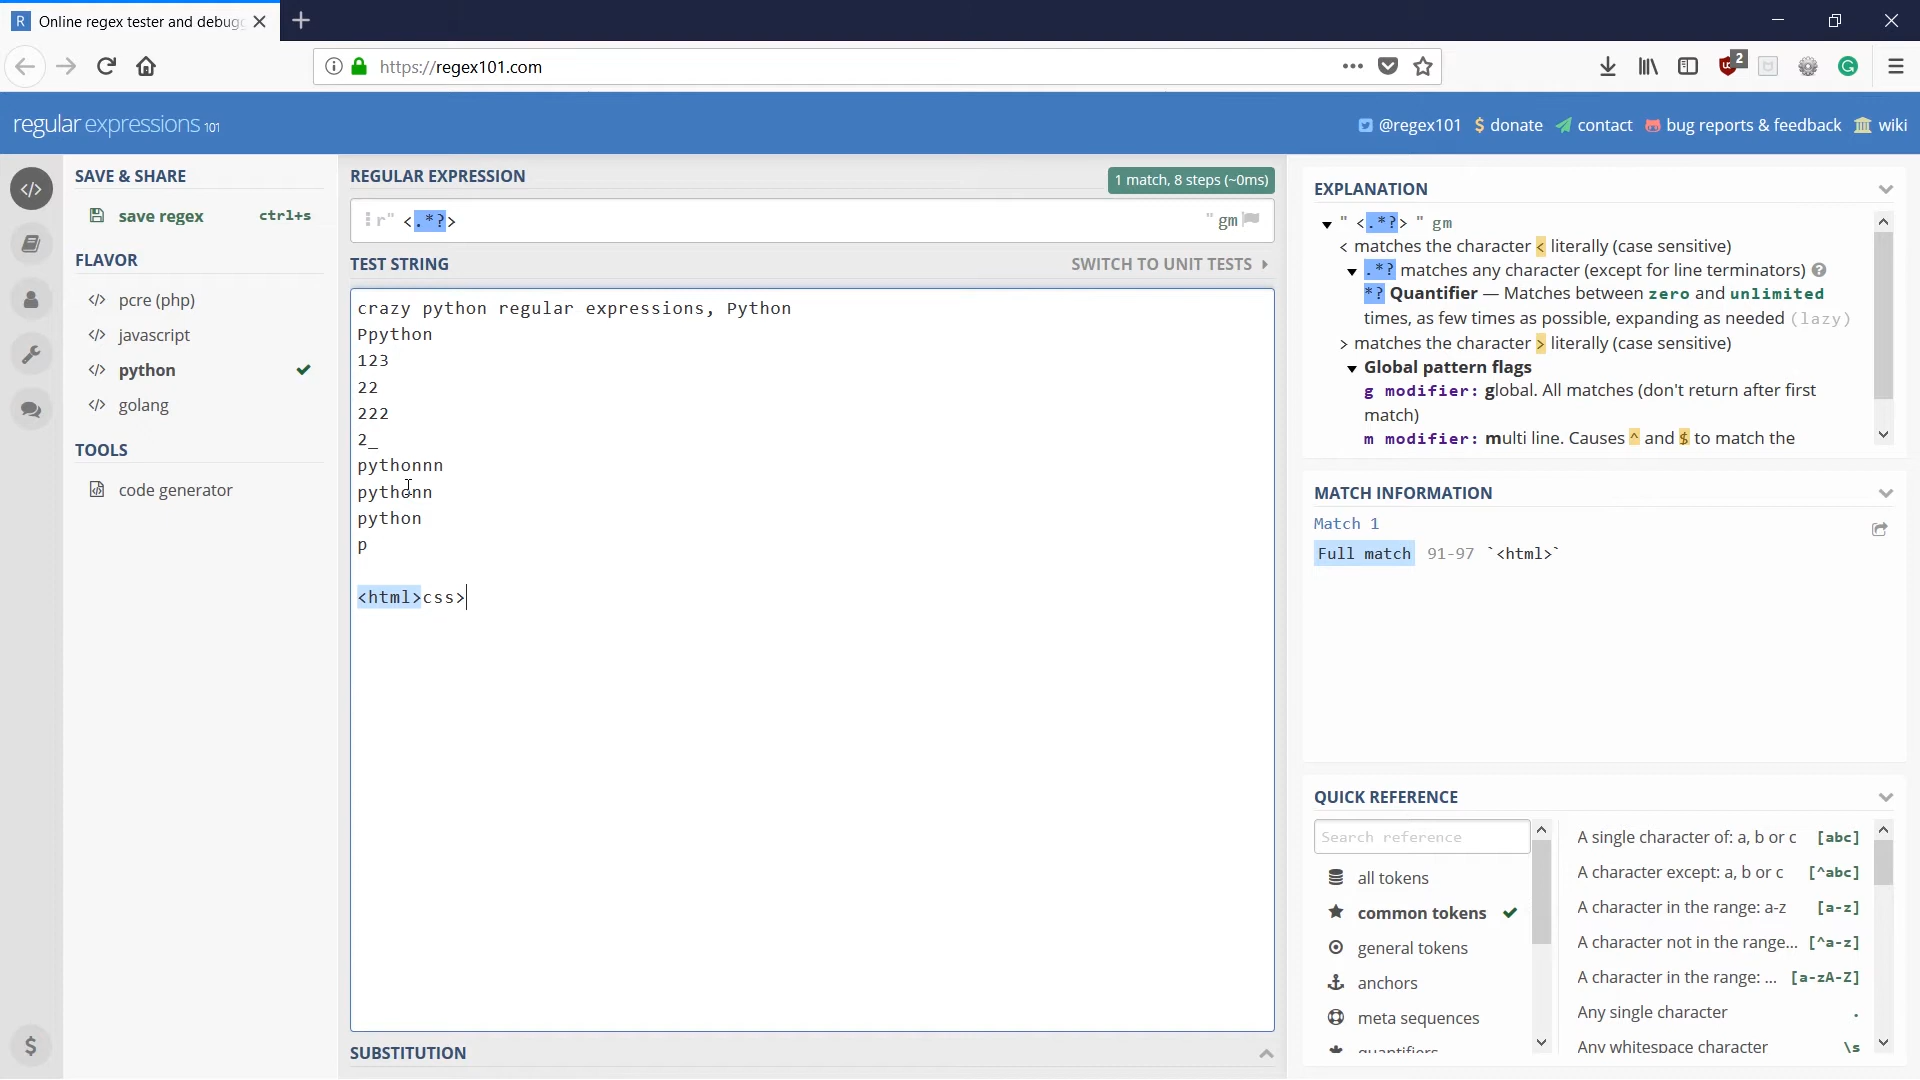 Online regex tester and debugg
https://regex101.com
2
regular expressions 101
@regex101
$ donate
contact
bug reports & feedback
wiki
SAVE & SHARE
save regex ctrl+s
FLAVOR
</> pcre (php)
</> javascript
</> python
</> golang
TOOLS
code generator
REGULAR EXPRESSION
1 match, 8 steps (~0ms)
r" <.*?> " gm
TEST STRING
SWITCH TO UNIT TESTS
crazy python regular expressions, Python
Ppython
123
22
222
2_
pythonnn
pythonn
python
p
<html>css>
SUBSTITUTION
EXPLANATION
" <.*?> " gm
< matches the character < literally (case sensitive)
.*? matches any character (except for line terminators)
*? Quantifier — Matches between zero and unlimited
times, as few times as possible, expanding as needed (lazy)
> matches the character > literally (case sensitive)
Global pattern flags
g modifier: global. All matches (don't return after first
match)
m modifier: multi line. Causes ^ and $ to match the
MATCH INFORMATION
Match 1
Full match 91-97 `<html>`
QUICK REFERENCE
Search reference
all tokens
common tokens
general tokens
anchors
meta sequences
quantifiers
A single character of: a, b or c [abc]
A character except: a, b or c [^abc]
A character in the range: a-z [a-z]
A character not in the range... [^a-z]
A character in the range: ... [a-zA-Z]
Any single character .
Any whitespace character \s